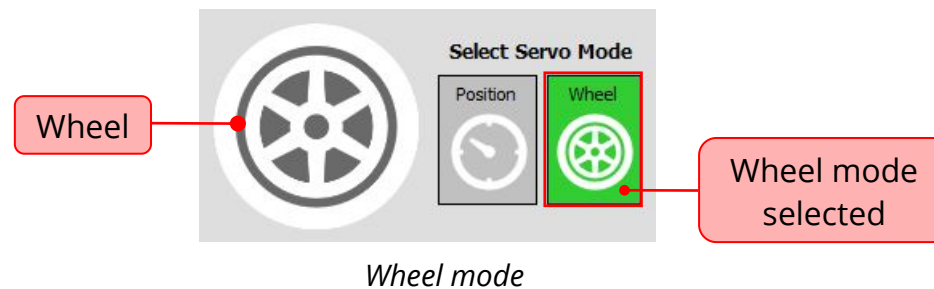 Select Servo Mode
Position
Wheel
Wheel
Wheel mode
selected
Wheel mode